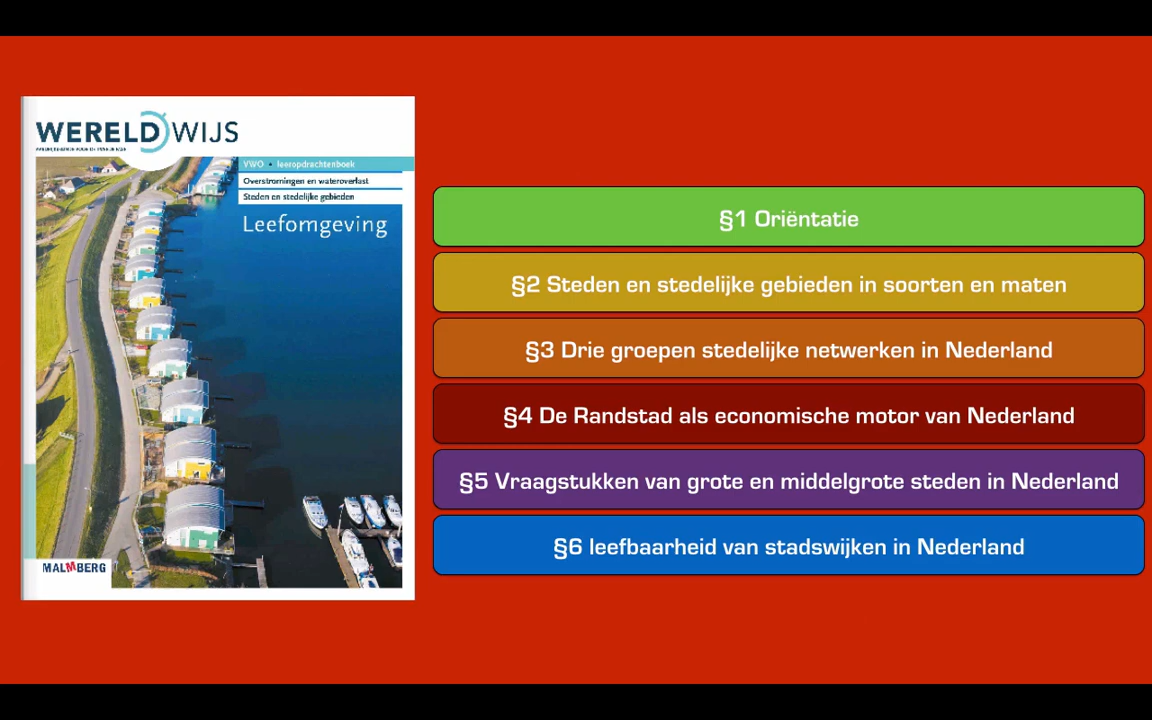 WERELDWIJS
VWO • leeropdrachtenboek
Overstromingen en wateroverlast
Steden en stedelijke gebieden
Leefomgeving
MALMBERG
§1 Oriëntatie
§2 Steden en stedelijke gebieden in soorten en maten
§3 Drie groepen stedelijke netwerken in Nederland
§4 De Randstad als economische motor van Nederland
§5 Vraagstukken van grote en middelgrote steden in Nederland
§6 leefbaarheid van stadswijken in Nederland